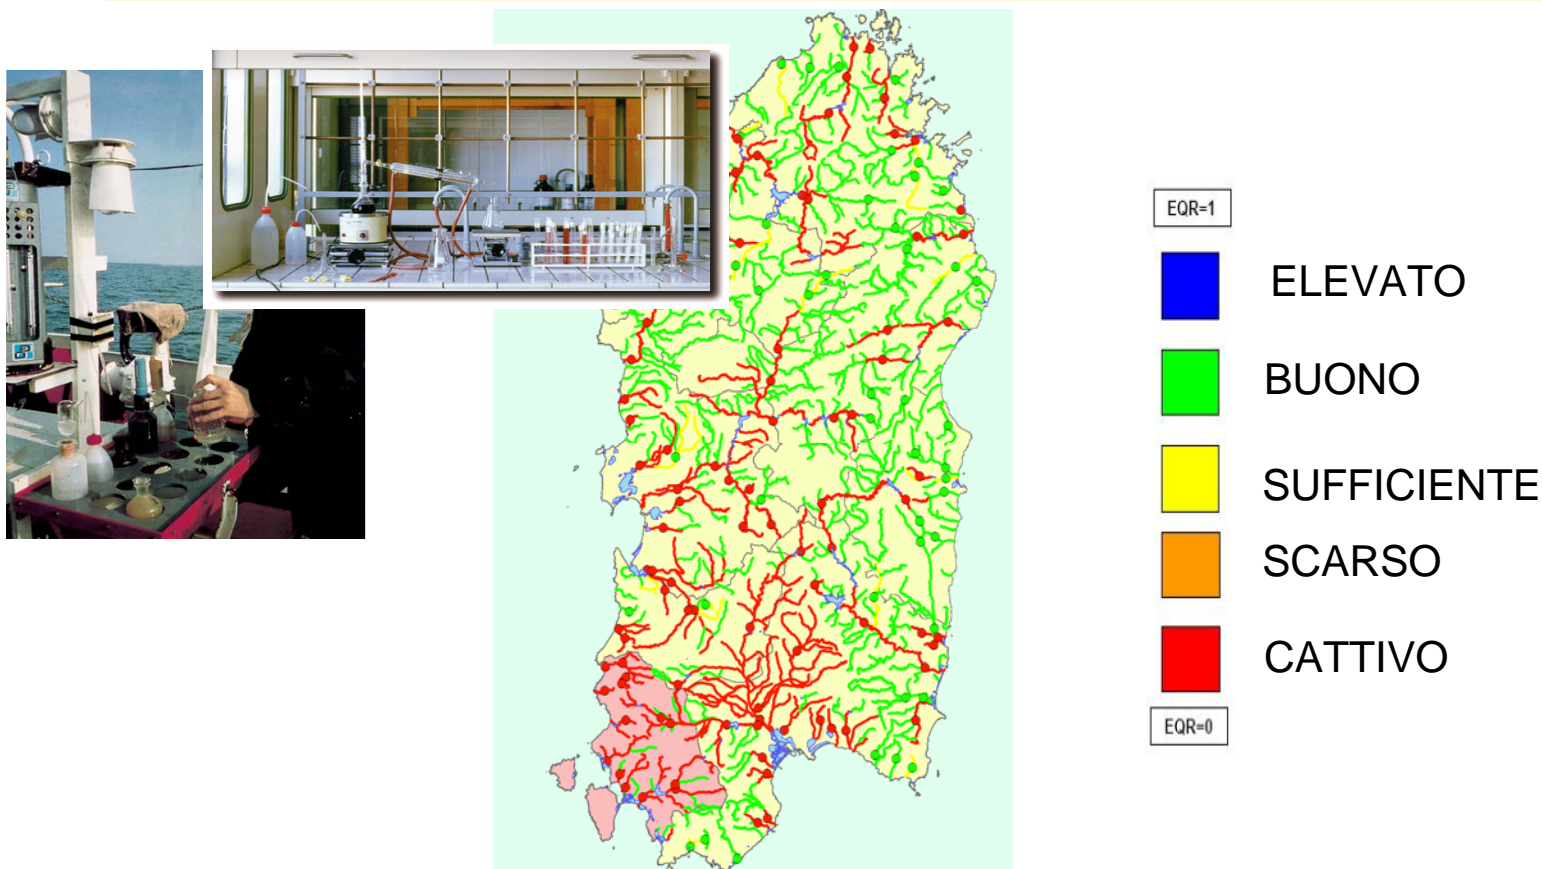 EQR=1
ELEVATO
BUONO
SUFFICIENTE
SCARSO
CATTIVO
EQR=0